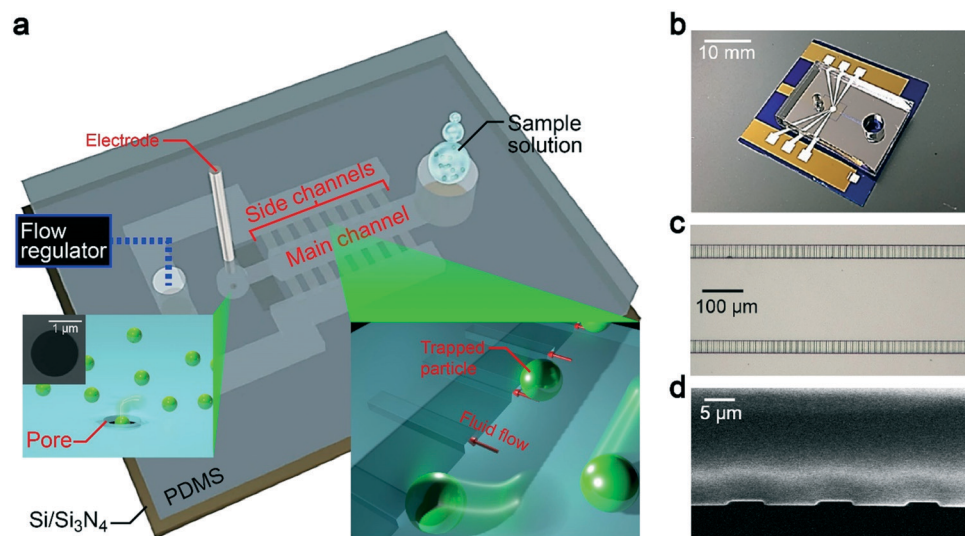 a
Electrode
Sample
solution
Side channels
Flow
regulator
Main channel
1 μm
Pore
PDMS
Si/Si₃N₄
Trapped
particle
Fluid flow
b
10 mm
c
100 μm
d
5 μm